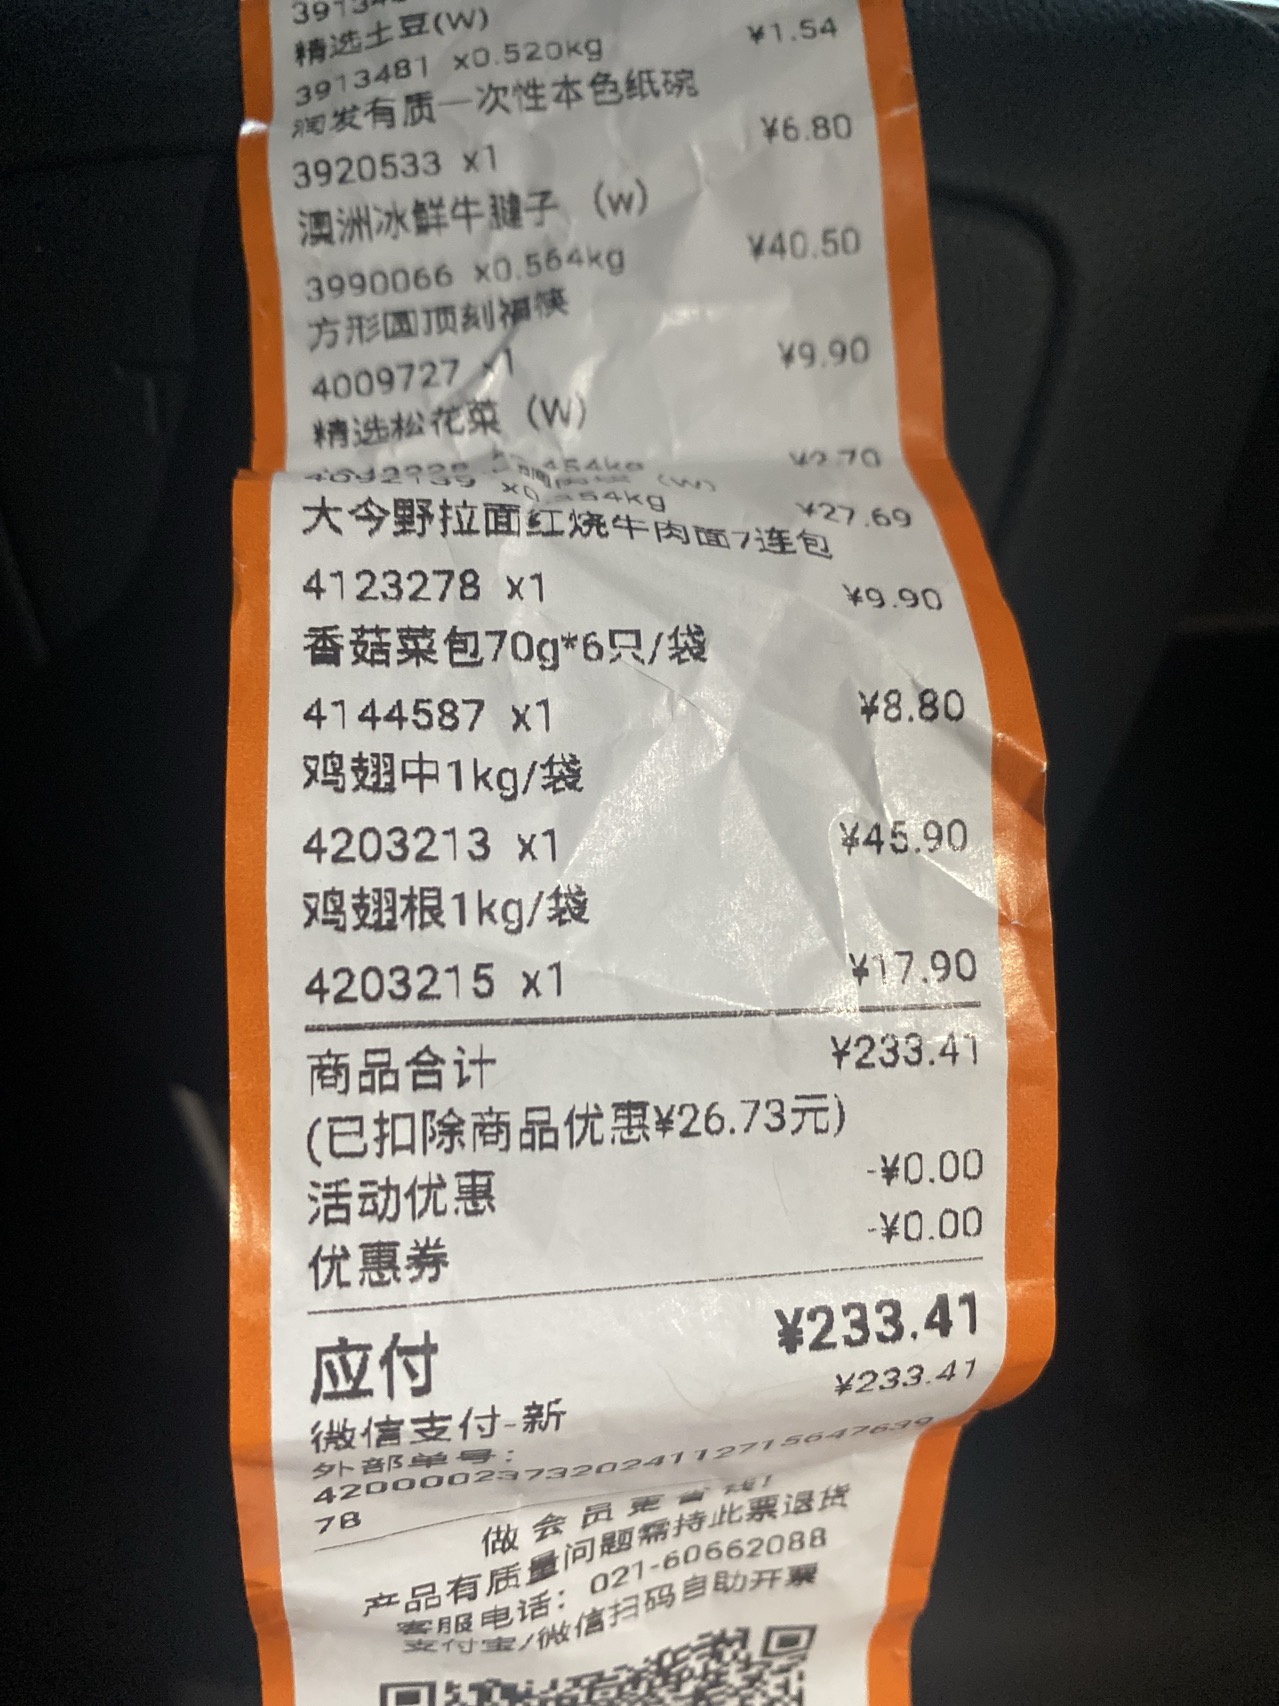 精选土豆(W)
¥1.54
3913481 x0.520kg
润发有质一次性本色纸碗
¥6.80
3920533 x1
澳洲冰鲜牛腱子 (w)
¥40.50
3990066 x0.564kg
方形圆顶刻福筷
¥9.90
4009727 x1
精选松花菜 (W)
¥2.70
¥27.69
大今野拉面红烧牛肉面7连包
4123278 x1
¥9.90
香菇菜包70g*6只/袋
4144587 x1
¥8.80
鸡翅中1kg/袋
4203213 x1
¥45.90
鸡翅根1kg/袋
4203215 x1
¥17.90
商品合计
¥233.41
(已扣除商品优惠¥26.73元)
活动优惠
-¥0.00
优惠券
-¥0.00
应付
¥233.41
微信支付-新
¥233.41
外部单号:
78
做会员更省钱!
产品有质量问题需持此票退货
客服电话: 021-60662088
支付宝/微信扫码自助开票